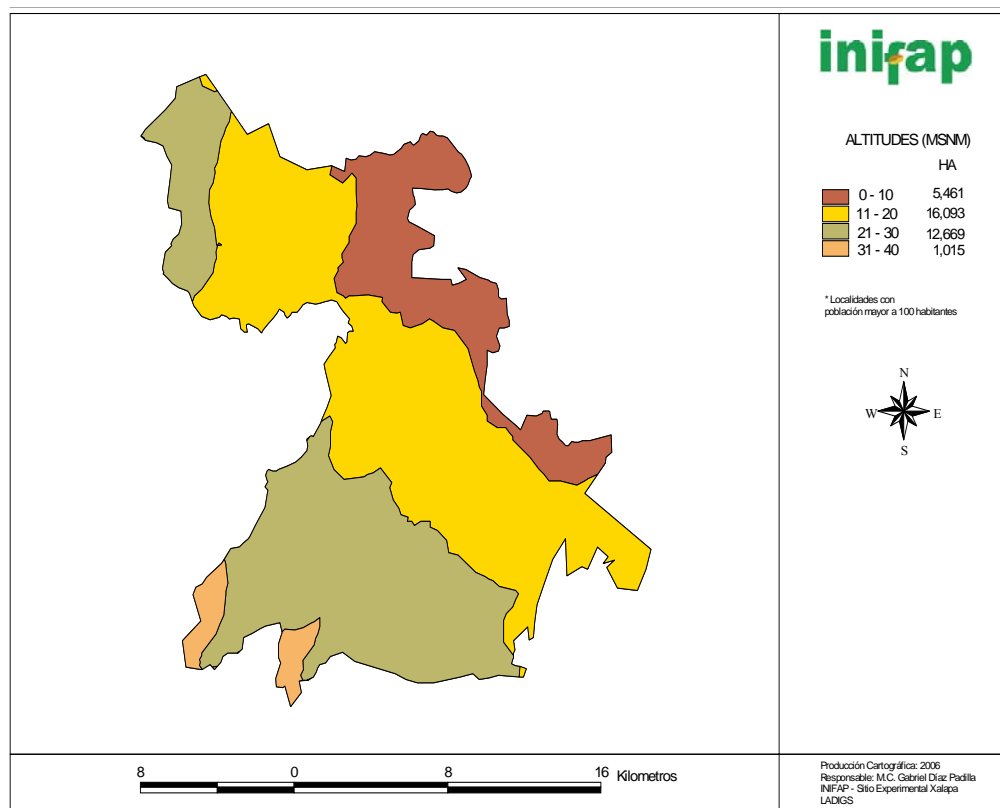 inifap
ALTITUDES (MSNM)
HA
0 - 10 5,461
11 - 20 16,093
21 - 30 12,669
31 - 40 1,015
* Localidades con
población mayor a 100 habitantes
N
W E
S
8 0 8 16 Kilometros
Producción Cartográfica: 2006
Responsable: M.C. Gabriel Díaz Padilla
INIFAP - Sitio Experimental Xalapa
LADIGS